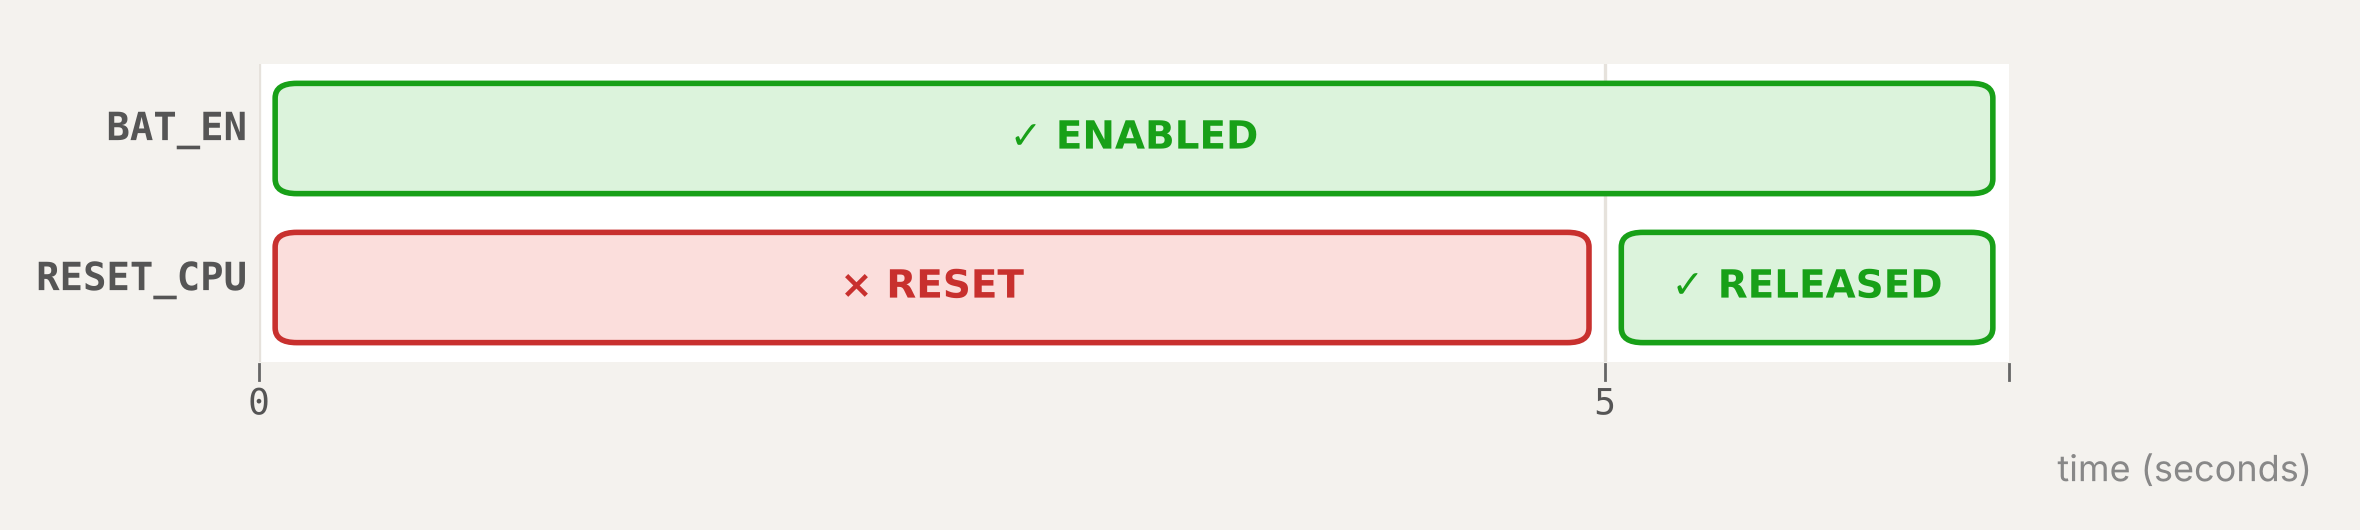 BAT_EN
✓ ENABLED
RESET_CPU
× RESET
✓ RELEASED
0
5
time (seconds)